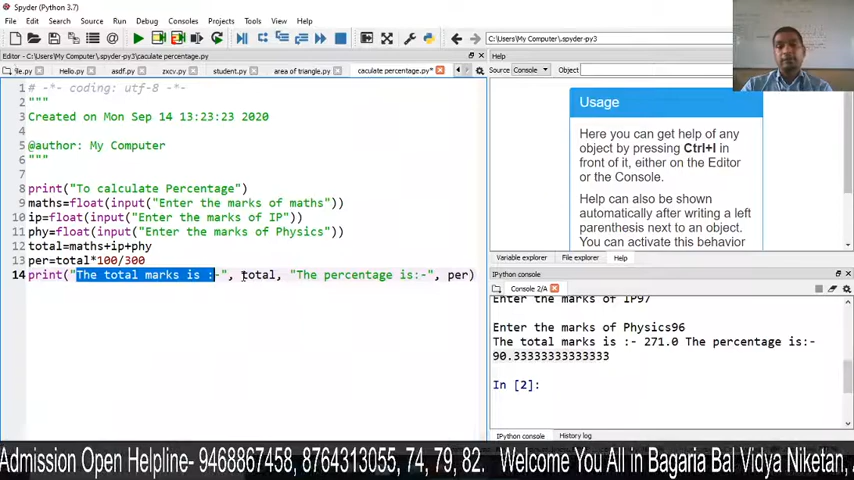 Spyder (Python 3.7)
File Edit Search Source Run Debug Consoles Projects Tools View Help
C:\Users\My Computer\.spyder-py3
Editor - C:\Users\My Computer\.spyder-py3\caculate percentage.py
Help
file.py Hello.py asdf.py zxcv.py student.py area of triangle.py caculate percentage.py*
Source Console Object
1 # -*- coding: utf-8 -*-
2 """
3 Created on Mon Sep 14 13:23:23 2020
4
5 @author: My Computer
6 """
7
8 print("To calculate Percentage")
9 maths=float(input("Enter the marks of maths"))
10 ip=float(input("Enter the marks of IP"))
11 phy=float(input("Enter the marks of Physics"))
12 total=maths+ip+phy
13 per=total*100/300
14 print("The total marks is :-", total, "The percentage is:-", per)
Usage
Here you can get help of any
object by pressing Ctrl+I in
front of it, either on the Editor
or the Console.
Help can also be shown
automatically after writing a left
parenthesis next to an object.
You can activate this behavior
Variable explorer File explorer Help
IPython console
Console 2/A
Enter the marks of IP97
Enter the marks of Physics96
The total marks is :- 271.0 The percentage is:-
90.33333333333333
In [2]:
IPython console History log
Admission Open Helpline- 9468867458, 8764313055, 74, 79, 82. Welcome You All in Bagaria Bal Vidya Niketan,